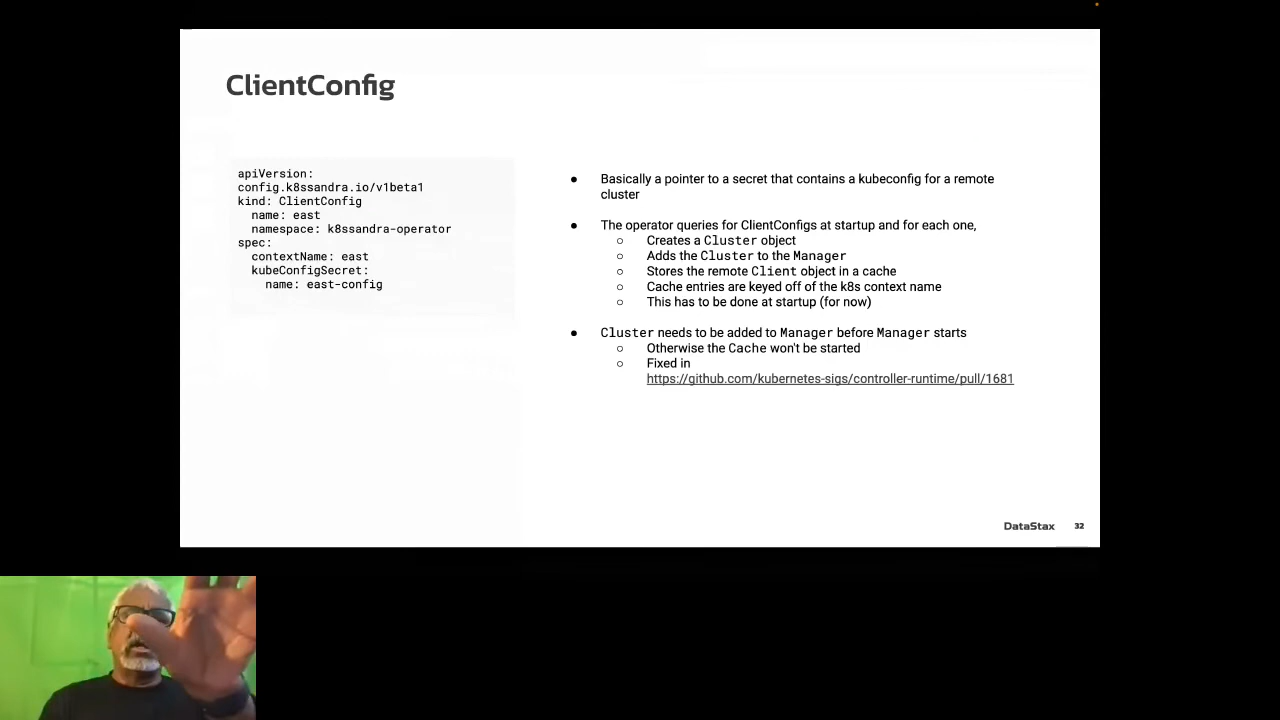 ClientConfig
apiVersion:
config.k8ssandra.io/v1beta1
kind: ClientConfig
  name: east
  namespace: k8ssandra-operator
spec:
  contextName: east
  kubeConfigSecret:
    name: east-config
● Basically a pointer to a secret that contains a kubeconfig for a remote
cluster
● The operator queries for ClientConfigs at startup and for each one,
○ Creates a Cluster object
○ Adds the Cluster to the Manager
○ Stores the remote Client object in a cache
○ Cache entries are keyed off of the k8s context name
○ This has to be done at startup (for now)
● Cluster needs to be added to Manager before Manager starts
○ Otherwise the Cache won't be started
○ Fixed in
https://github.com/kubernetes-sigs/controller-runtime/pull/1681
DataStax 32